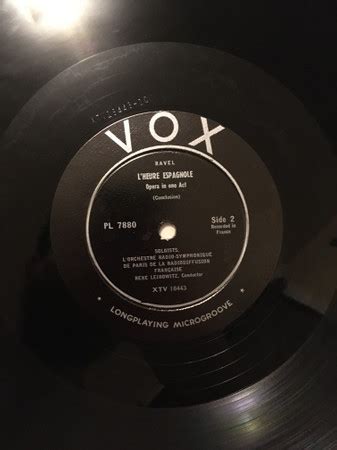 VOX
RAVEL
L'HEURE ESPAGNOLE
Opera in one Act
(Conclusion)
PL 7880
Side 2
Recorded in
France
SOLOISTS,
L'ORCHESTRE RADIO-SYMPHONIQUE
DE PARIS DE LA RADIODIFFUSION
FRANÇAISE
RENE LEIBOWITZ, Conductor
XTV 18443
* LONGPLAYING MICROGROOVE *